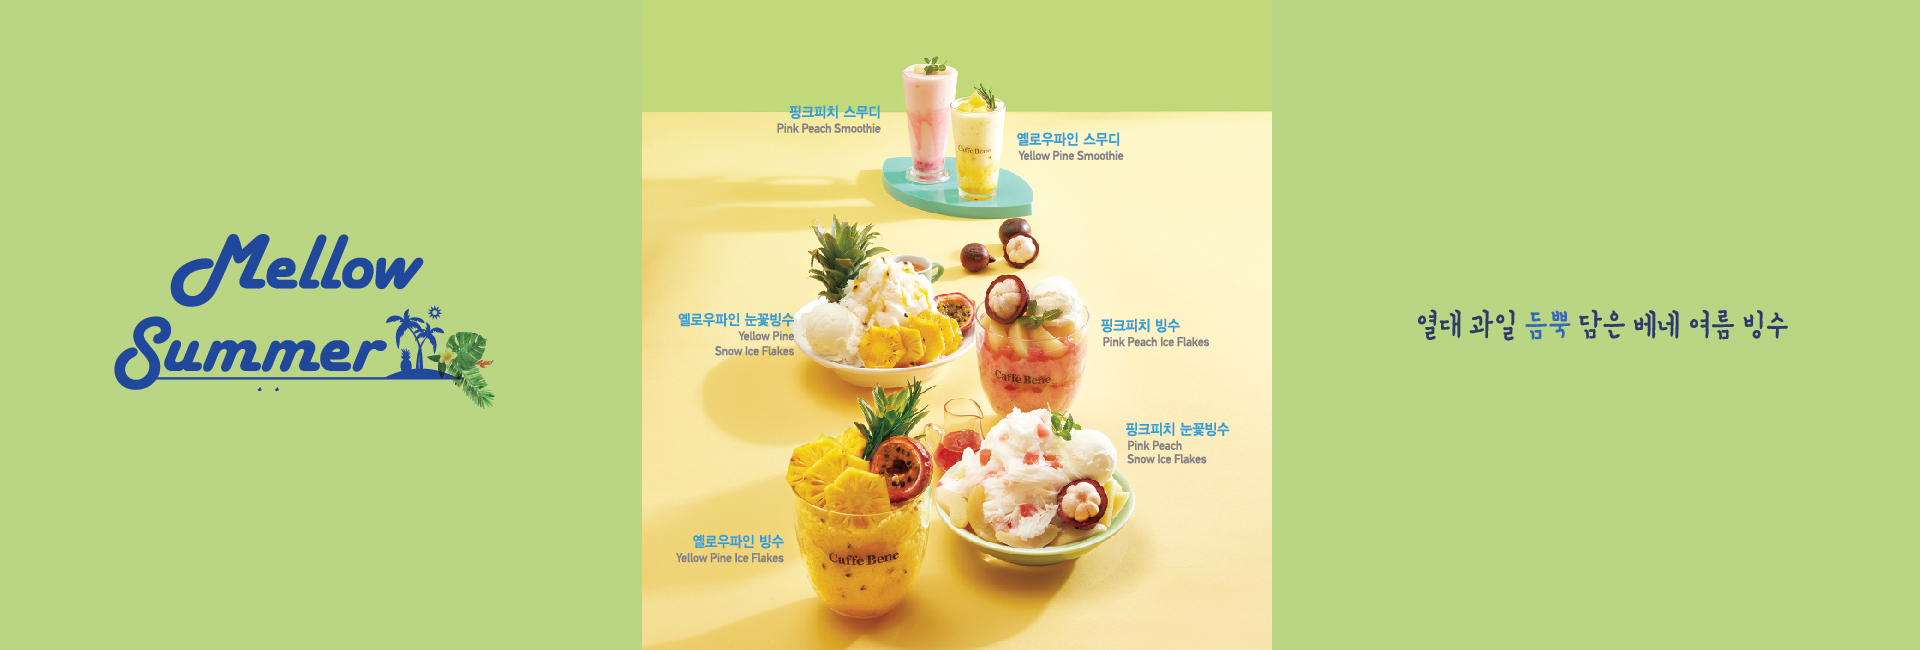 Mellow
Summer
핑크피치 스무디
Pink Peach Smoothie
옐로우파인 스무디
Yellow Pine Smoothie
Caffe Bene
옐로우파인 눈꽃빙수
Yellow Pine
Snow Ice Flakes
핑크피치 빙수
Pink Peach Ice Flakes
Caffe Bene
핑크피치 눈꽃빙수
Pink Peach
Snow Ice Flakes
옐로우파인 빙수
Yellow Pine Ice Flakes
Caffe Bene
열대 과일 듬뿍 담은 베네 여름 빙수